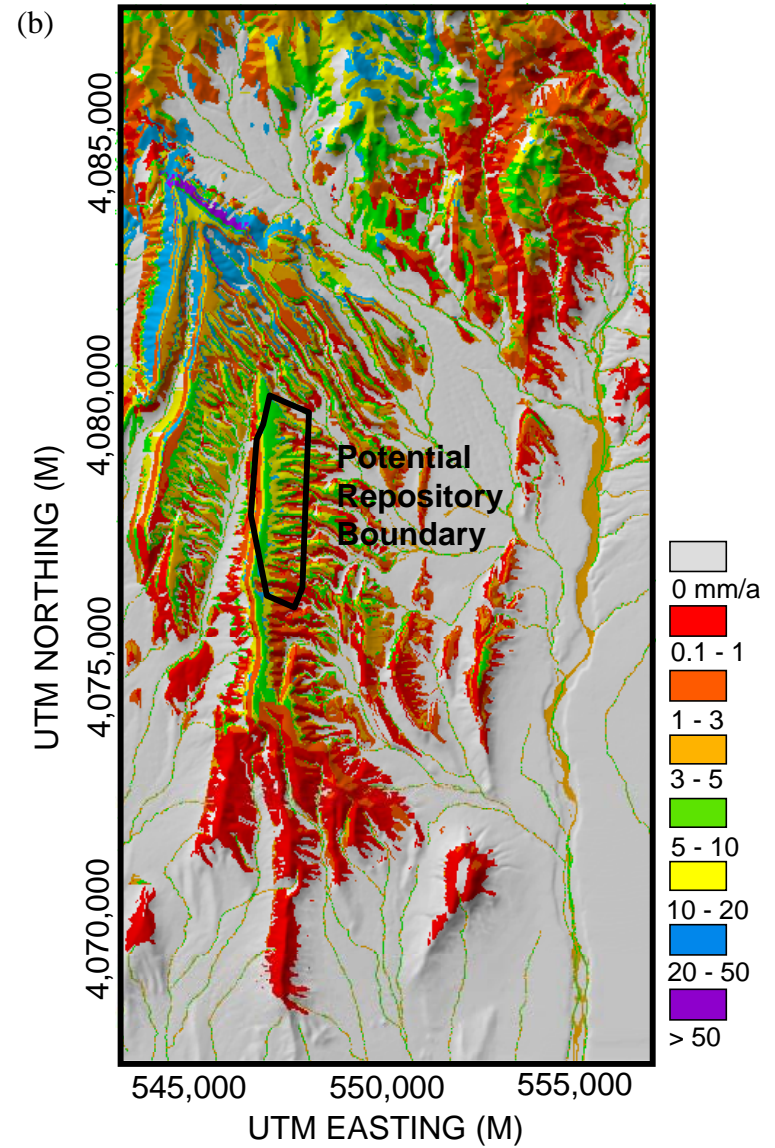 (b)
4,085,000
4,080,000
4,075,000
4,070,000
UTM NORTHING (M)
Potential
Repository
Boundary
0 mm/a
0.1 - 1
1 - 3
3 - 5
5 - 10
10 - 20
20 - 50
> 50
545,000 550,000 555,000
UTM EASTING (M)